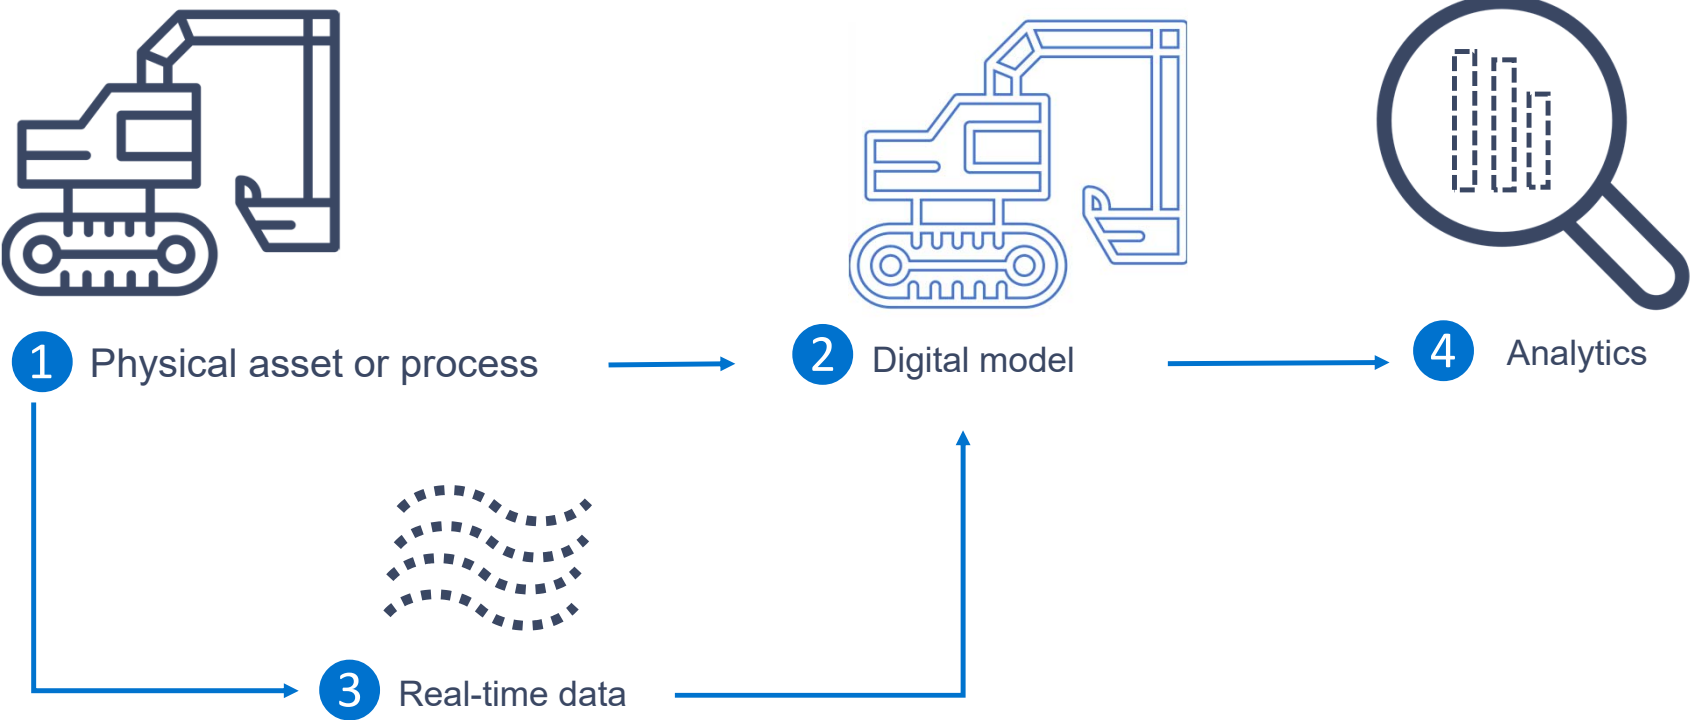 1 Physical asset or process
2 Digital model
4 Analytics
3 Real-time data